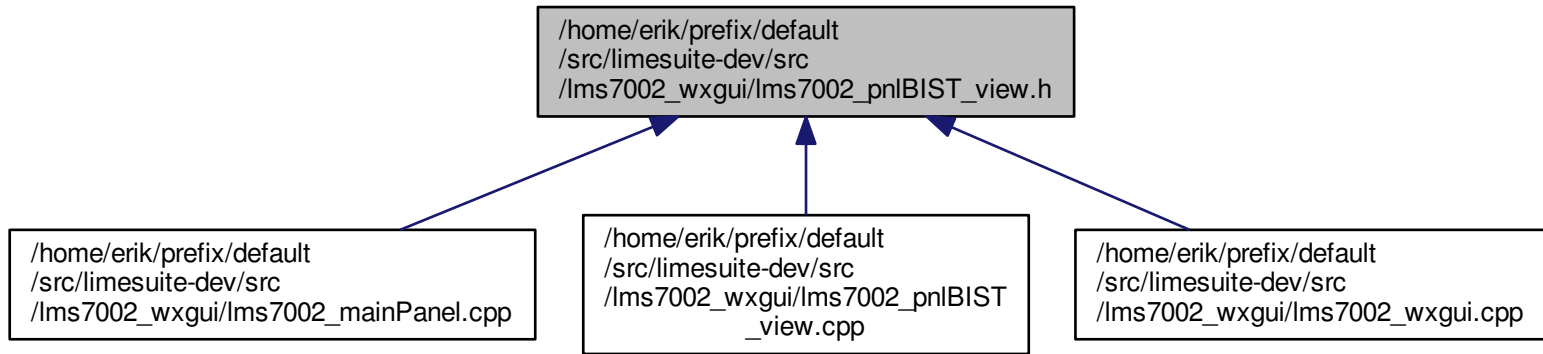 /home/erik/prefix/default
/src/limesuite-dev/src
/lms7002_wxgui/lms7002_pnlBIST_view.h
/home/erik/prefix/default
/src/limesuite-dev/src
/lms7002_wxgui/lms7002_mainPanel.cpp
/home/erik/prefix/default
/src/limesuite-dev/src
/lms7002_wxgui/lms7002_pnlBIST
_view.cpp
/home/erik/prefix/default
/src/limesuite-dev/src
/lms7002_wxgui/lms7002_wxgui.cpp